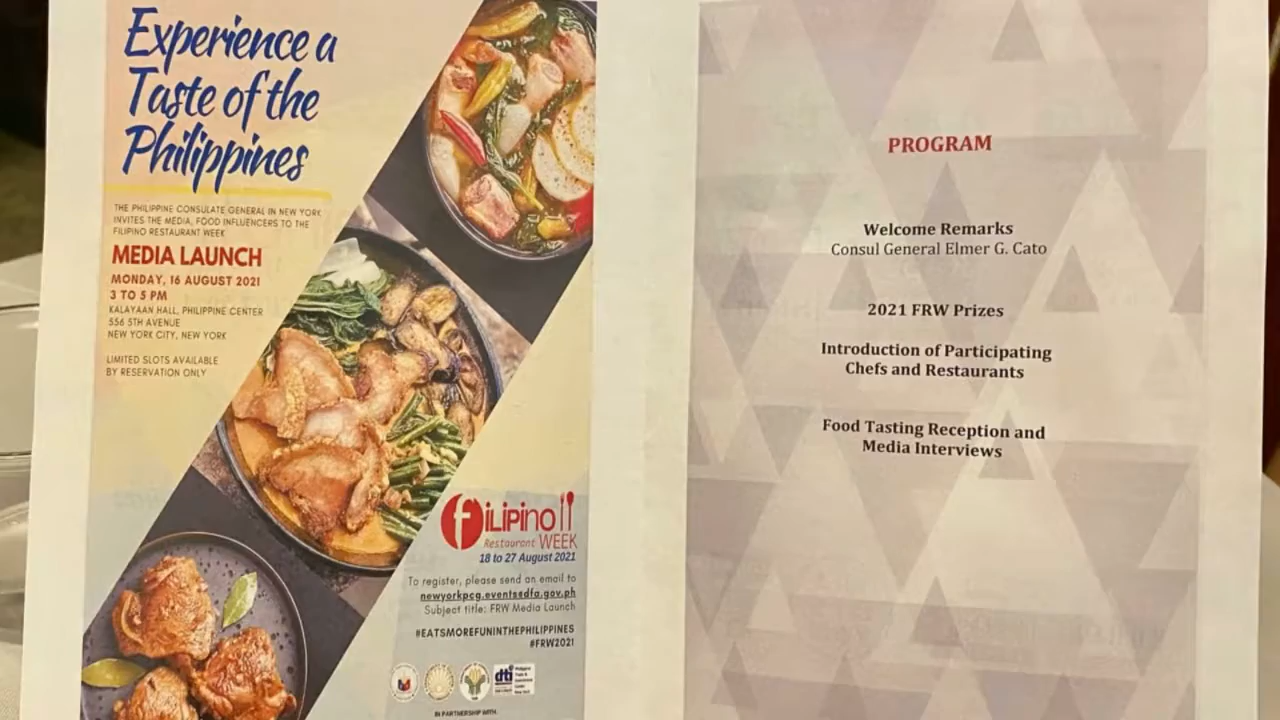 Experience a
Taste of the
Philippines
THE PHILIPPINE CONSULATE GENERAL IN NEW YORK
INVITES THE MEDIA, FOOD INFLUENCERS TO THE
FILIPINO RESTAURANT WEEK
MEDIA LAUNCH
MONDAY, 16 AUGUST 2021
3 TO 5 PM
KALAYAAN HALL, PHILIPPINE CENTER
556 5TH AVENUE
NEW YORK CITY, NEW YORK
LIMITED SLOTS AVAILABLE
BY RESERVATION ONLY
fiLiPino
Restaurant WEEK
18 to 27 August 2021
To register, please send an email to
newyorkpcg.events@dfa.gov.ph
Subject title: FRW Media Launch
#EATSMOREFUNINTHEPHILIPPINES
#FRW2021
dti
IN PARTNERSHIP WITH
PROGRAM
Welcome Remarks
Consul General Elmer G. Cato
2021 FRW Prizes
Introduction of Participating
Chefs and Restaurants
Food Tasting Reception and
Media Interviews